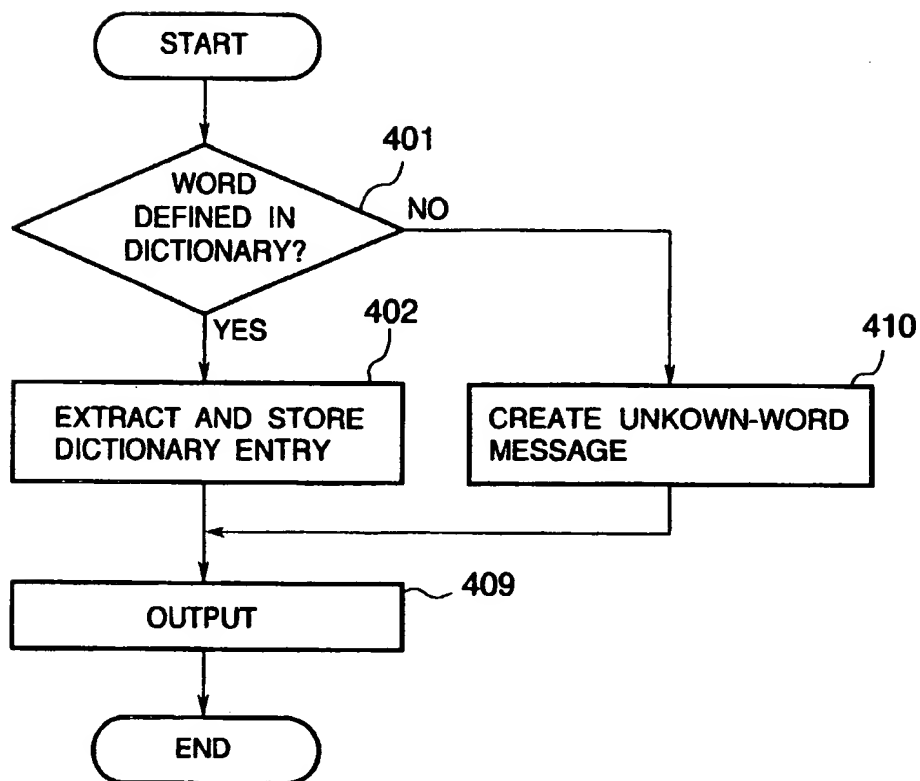 START
401
WORD
DEFINED IN
DICTIONARY?
NO
YES
402
EXTRACT AND STORE
DICTIONARY ENTRY
410
CREATE UNKOWN-WORD
MESSAGE
409
OUTPUT
END